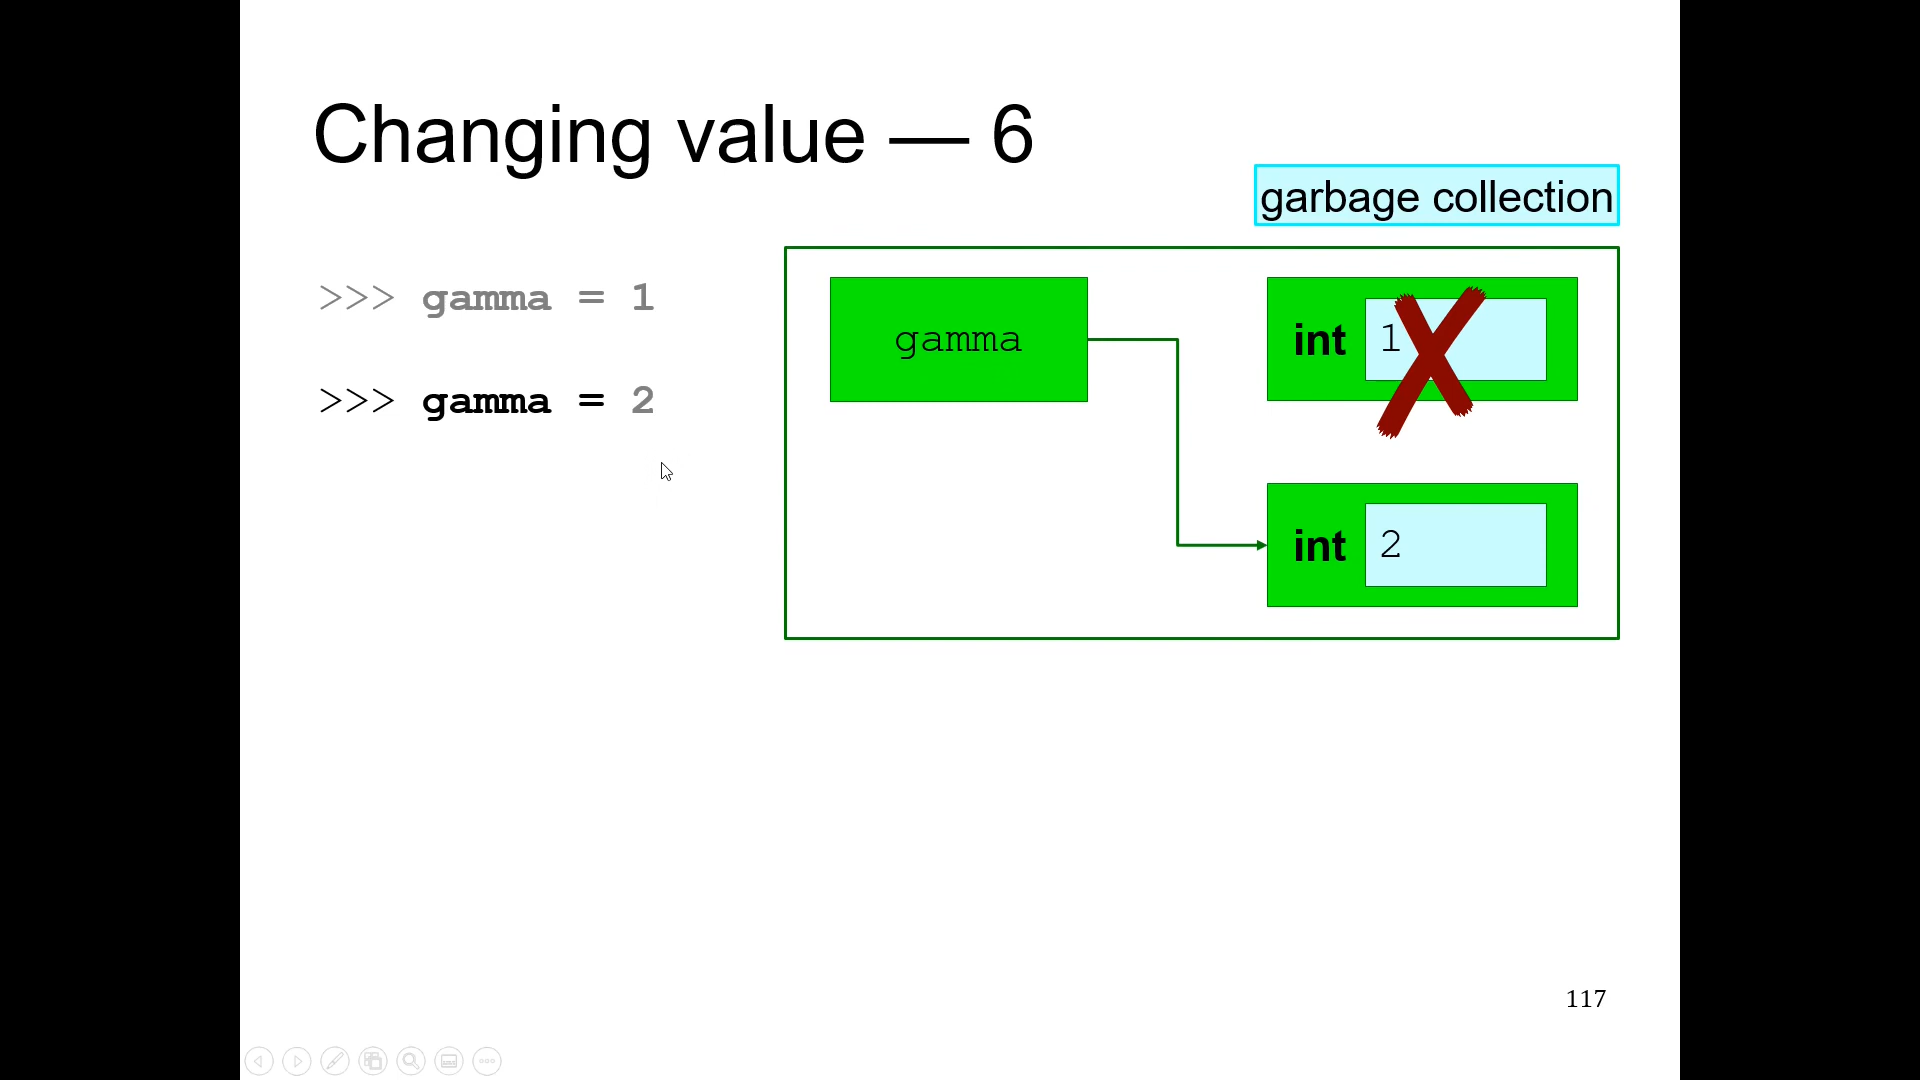 Changing value — 6
garbage collection
>>> gamma = 1
>>> gamma = 2
gamma
int 1
int 2
117